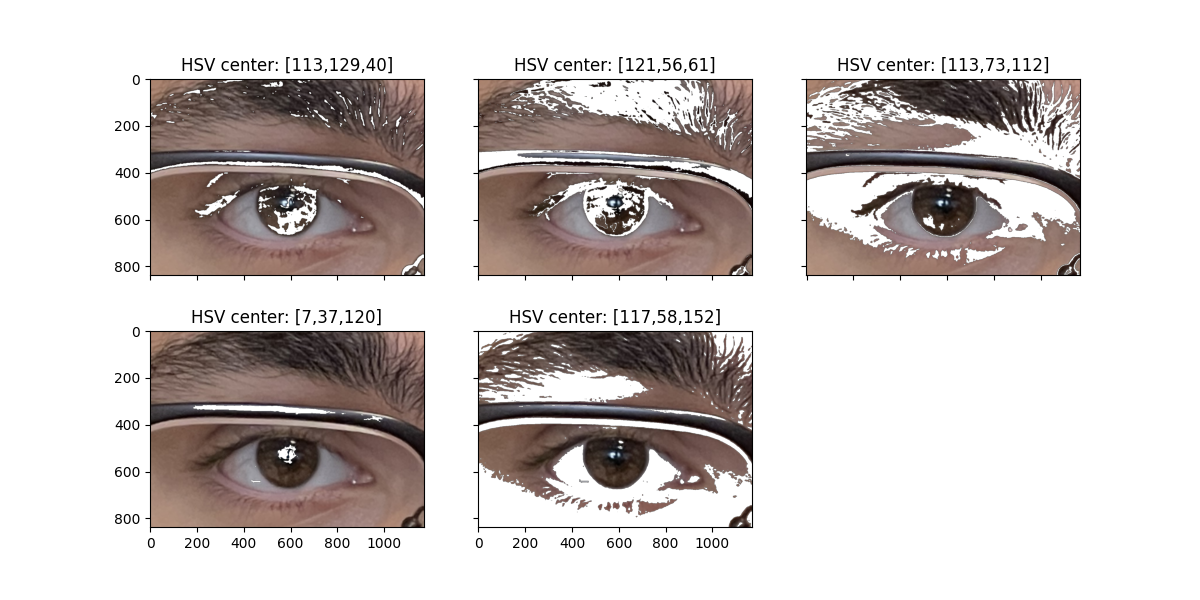 HSV center: [113,129,40]
HSV center: [121,56,61]
HSV center: [113,73,112]
0
200
400
600
800
HSV center: [7,37,120]
HSV center: [117,58,152]
0
200
400
600
800
0 200 400 600 800 1000
0 200 400 600 800 1000